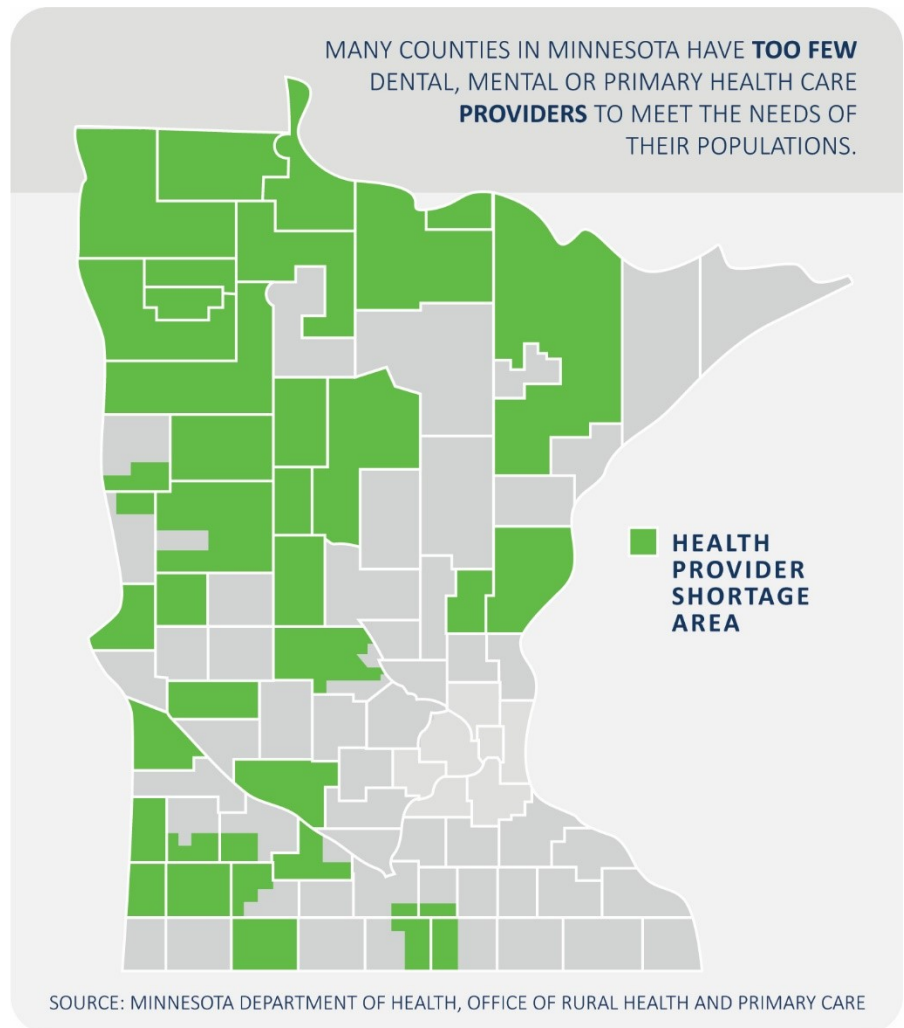 MANY COUNTIES IN MINNESOTA HAVE TOO FEW
DENTAL, MENTAL OR PRIMARY HEALTH CARE
PROVIDERS TO MEET THE NEEDS OF
THEIR POPULATIONS.
HEALTH
PROVIDER
SHORTAGE
AREA
SOURCE: MINNESOTA DEPARTMENT OF HEALTH, OFFICE OF RURAL HEALTH AND PRIMARY CARE